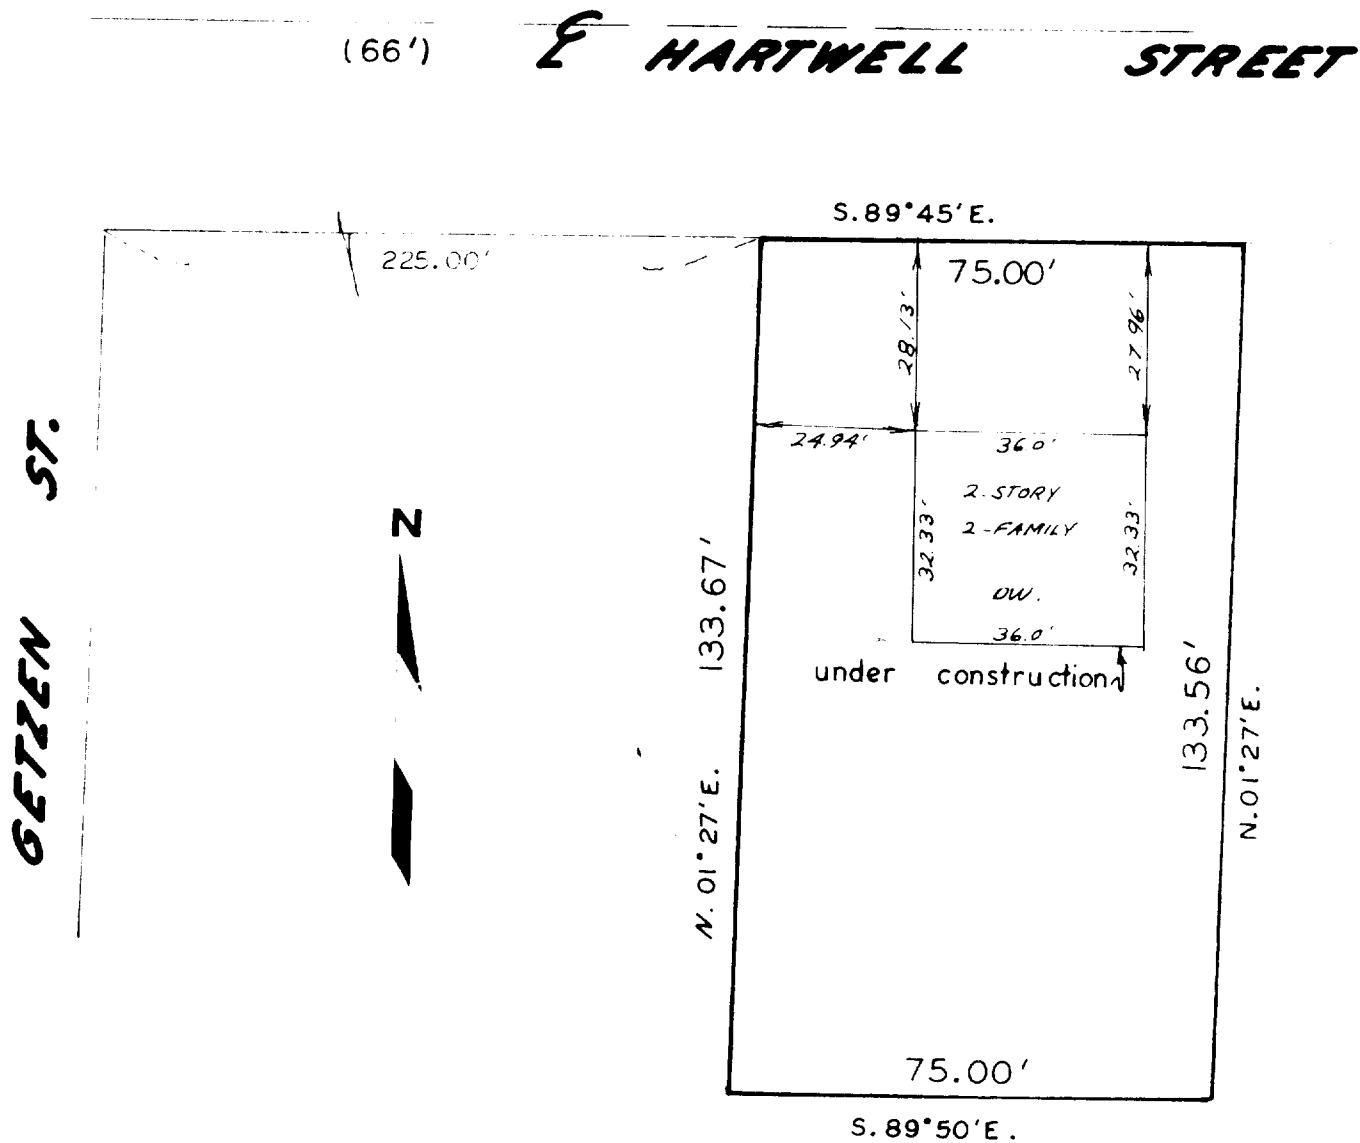 (66') ℄ HARTWELL STREET
S.89°45'E.
225.00'
75.00'
28.13'
27.96'
24.94'
36.0'
GETZEN ST.
N
2-STORY
2-FAMILY
DW.
32.33'
32.33'
36.0'
under construction
133.67'
N.01°27'E.
133.56'
N.01°27'E.
75.00'
S.89°50'E.